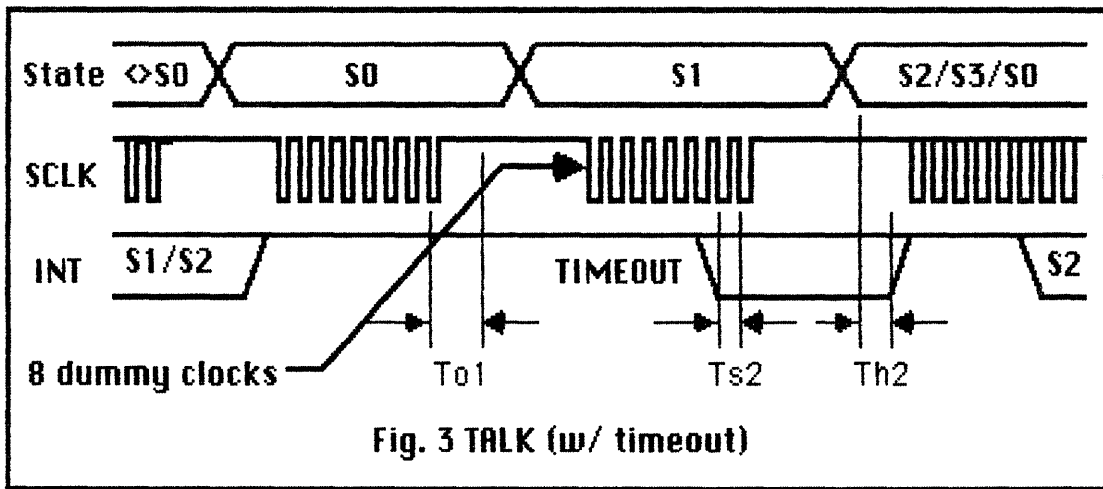 State <>S0 S0 S1 S2/S3/S0
SCLK
INT S1/S2 TIMEOUT S2
8 dummy clocks To1 Ts2 Th2
Fig. 3 TALK (w/ timeout)